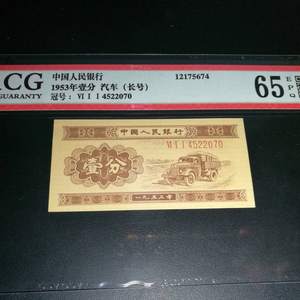 ACG
GUARANTY
中国人民银行
1953年壹分 汽车（长号）
冠号：VI I I 4522070
12175674
65 EPQ
中国人民银行
VI I I 4522070
壹分
一九五三年